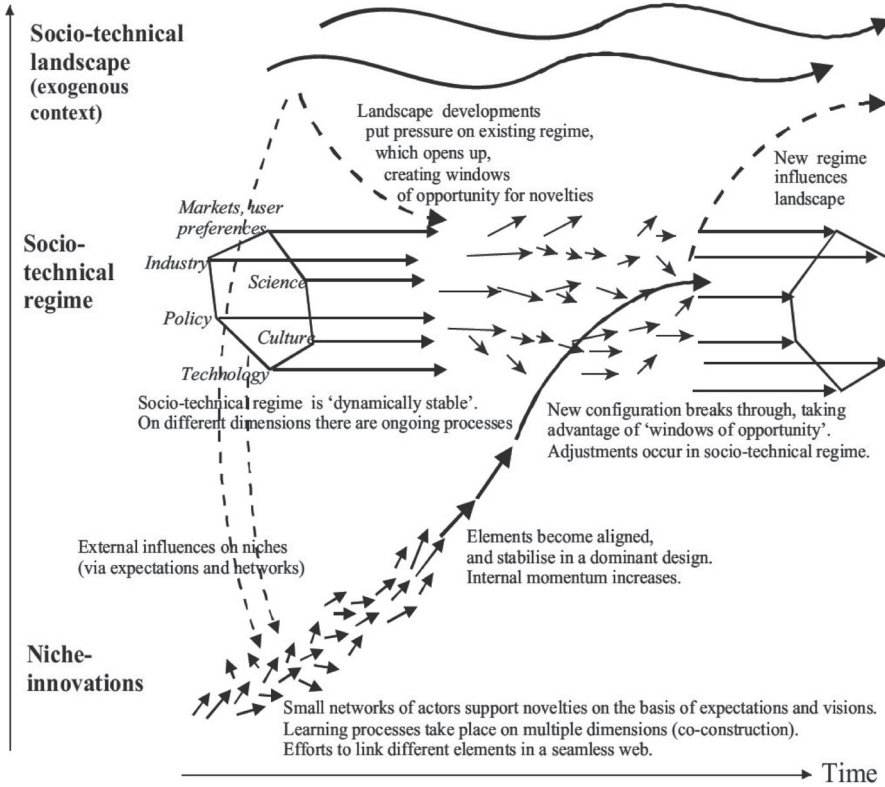 Socio-technical
landscape
(exogenous
context)
Landscape developments
put pressure on existing regime,
which opens up,
creating windows
of opportunity for novelties
New regime
influences
landscape
Socio-
technical
regime
Markets, user
preferences
Industry
Science
Policy
Culture
Technology
Socio-technical regime is ‘dynamically stable’.
On different dimensions there are ongoing processes
New configuration breaks through, taking
advantage of ‘windows of opportunity’.
Adjustments occur in socio-technical regime.
External influences on niches
(via expectations and networks)
Elements become aligned,
and stabilise in a dominant design.
Internal momentum increases.
Niche-
innovations
Small networks of actors support novelties on the basis of expectations and visions.
Learning processes take place on multiple dimensions (co-construction).
Efforts to link different elements in a seamless web.
Time